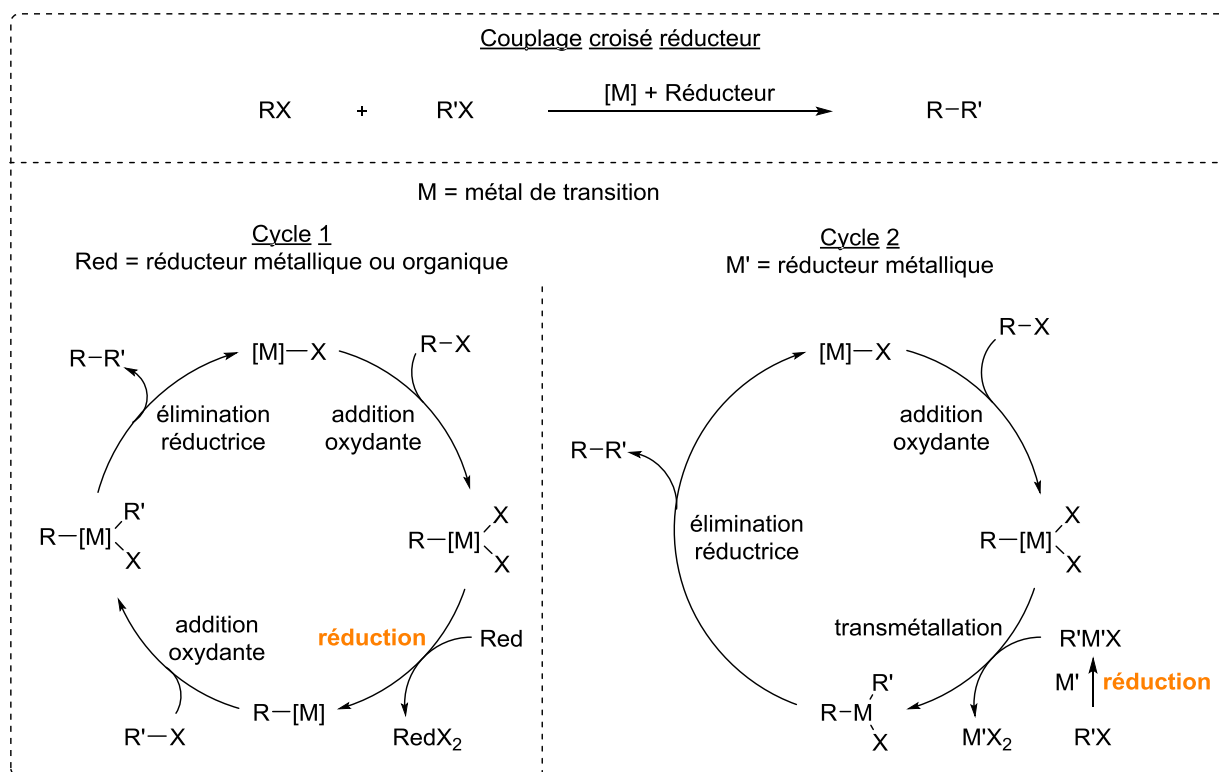 Couplage croisé réducteur
RX + R'X [M] + Réducteur R–R'
M = métal de transition
Cycle 1
Red = réducteur métallique ou organique
R–R'
[M]—X
R–X
élimination
réductrice
addition
oxydante
R—[M]
R'
X
R—[M]
X
X
addition
oxydante
réduction
Red
R—[M]
R'—X
RedX2
Cycle 2
M' = réducteur métallique
[M]—X
R–X
addition
oxydante
R–R'
élimination
réductrice
R—[M]
X
X
transmétallation
R'M'X
M'
réduction
R'
R–M
X
M'X2
R'X